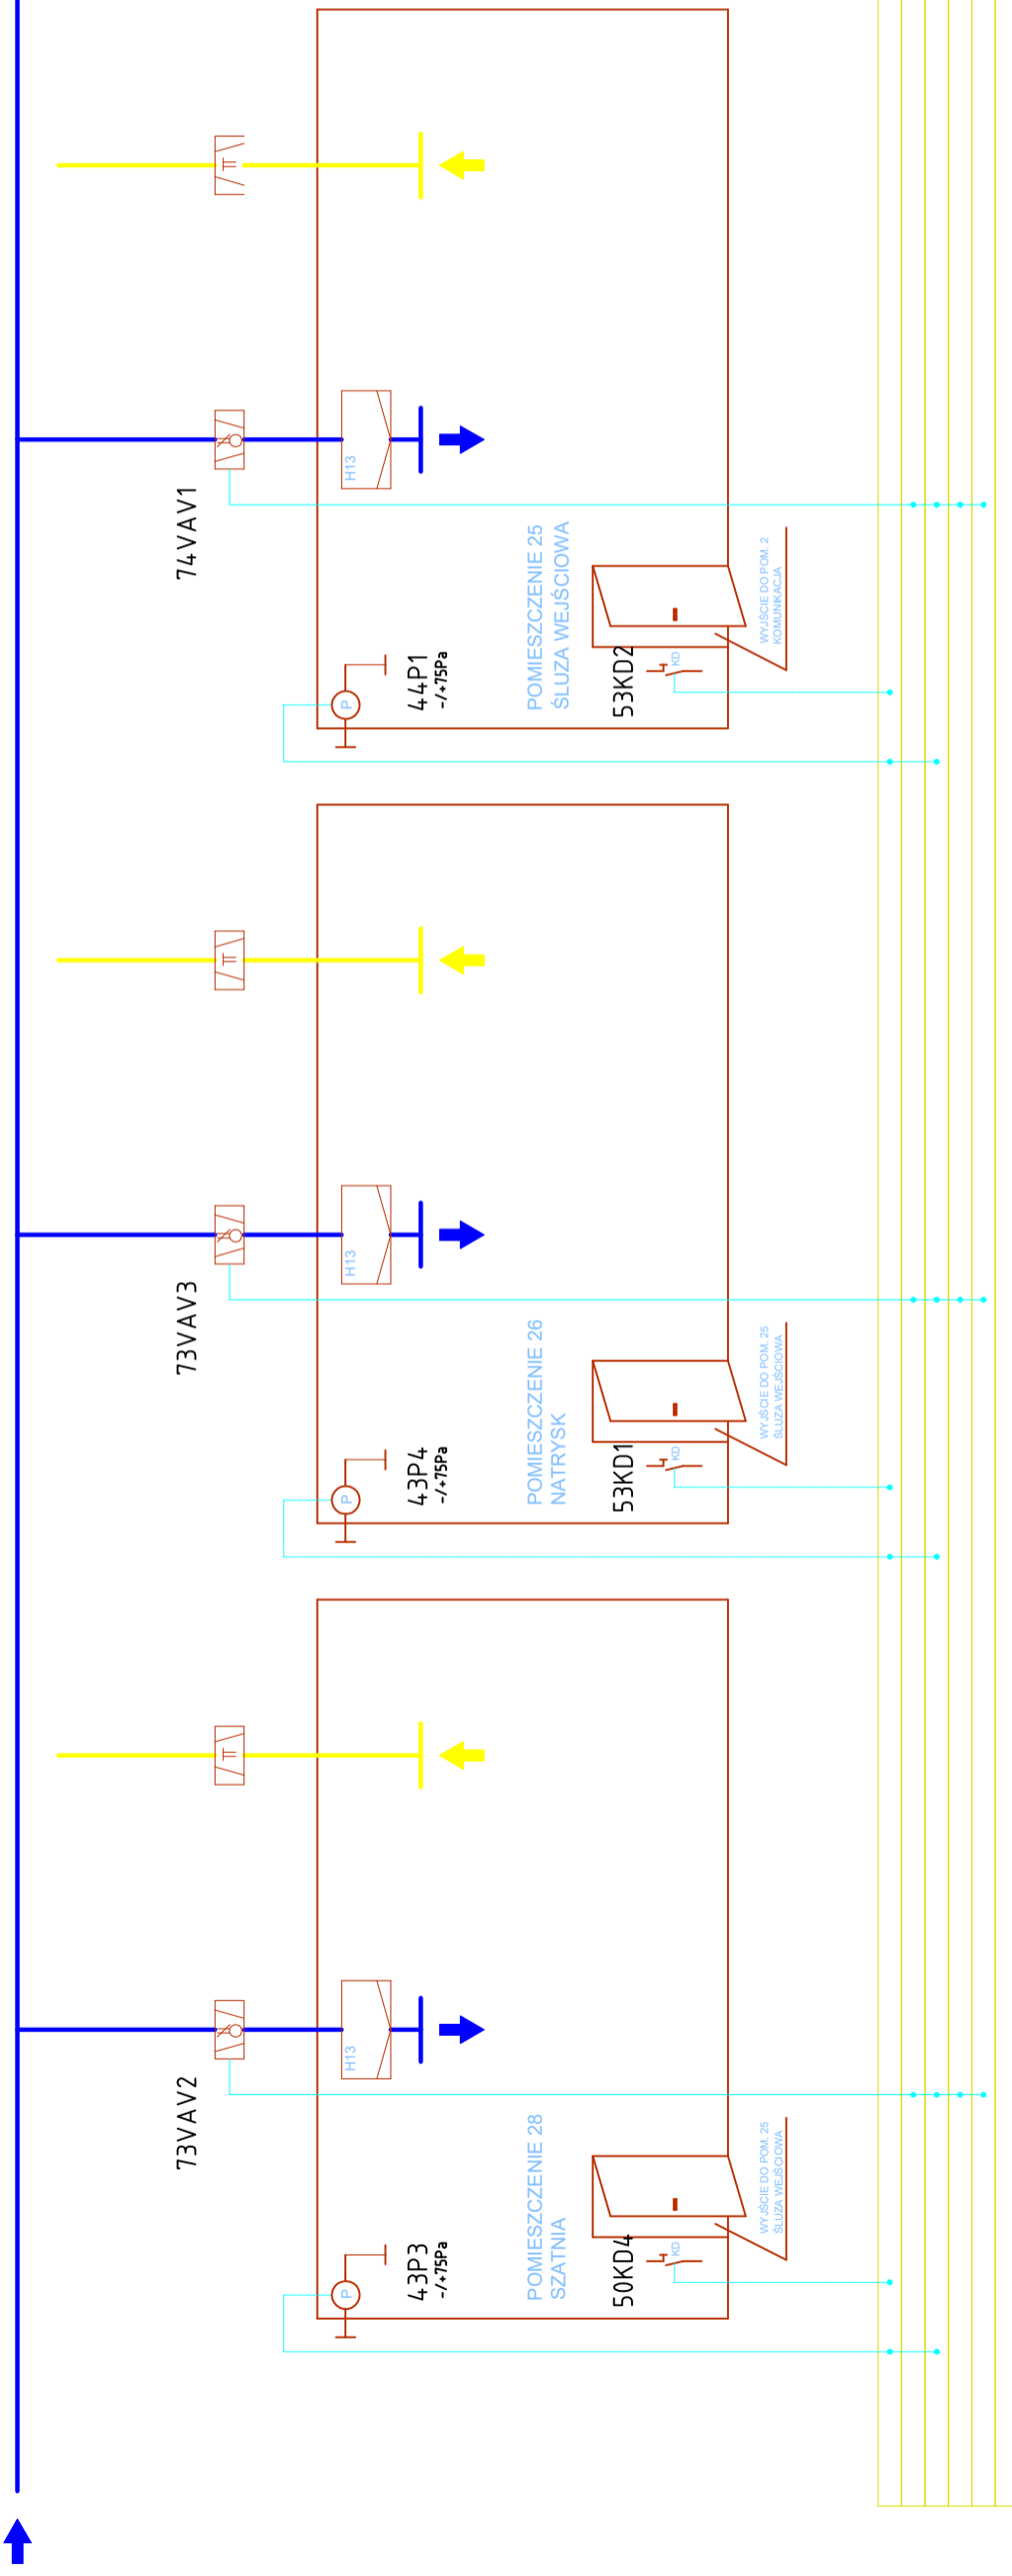 74VAV1
H13
P
44P1
-/+75Pa
POMIESZCZENIE 25
ŚLUZA WEJŚCIOWA
53KD2
KD
WYJŚCIE DO POM. 2
KOMUNIKACJA
73VAV3
H13
P
43P4
-/+75Pa
POMIESZCZENIE 26
NATRYSK
53KD1
KD
WYJŚCIE DO POM. 25
ŚLUZA WEJŚCIOWA
73VAV2
H13
P
43P3
-/+75Pa
POMIESZCZENIE 28
SZATNIA
50KD4
KD
WYJŚCIE DO POM. 25
ŚLUZA WEJŚCIOWA